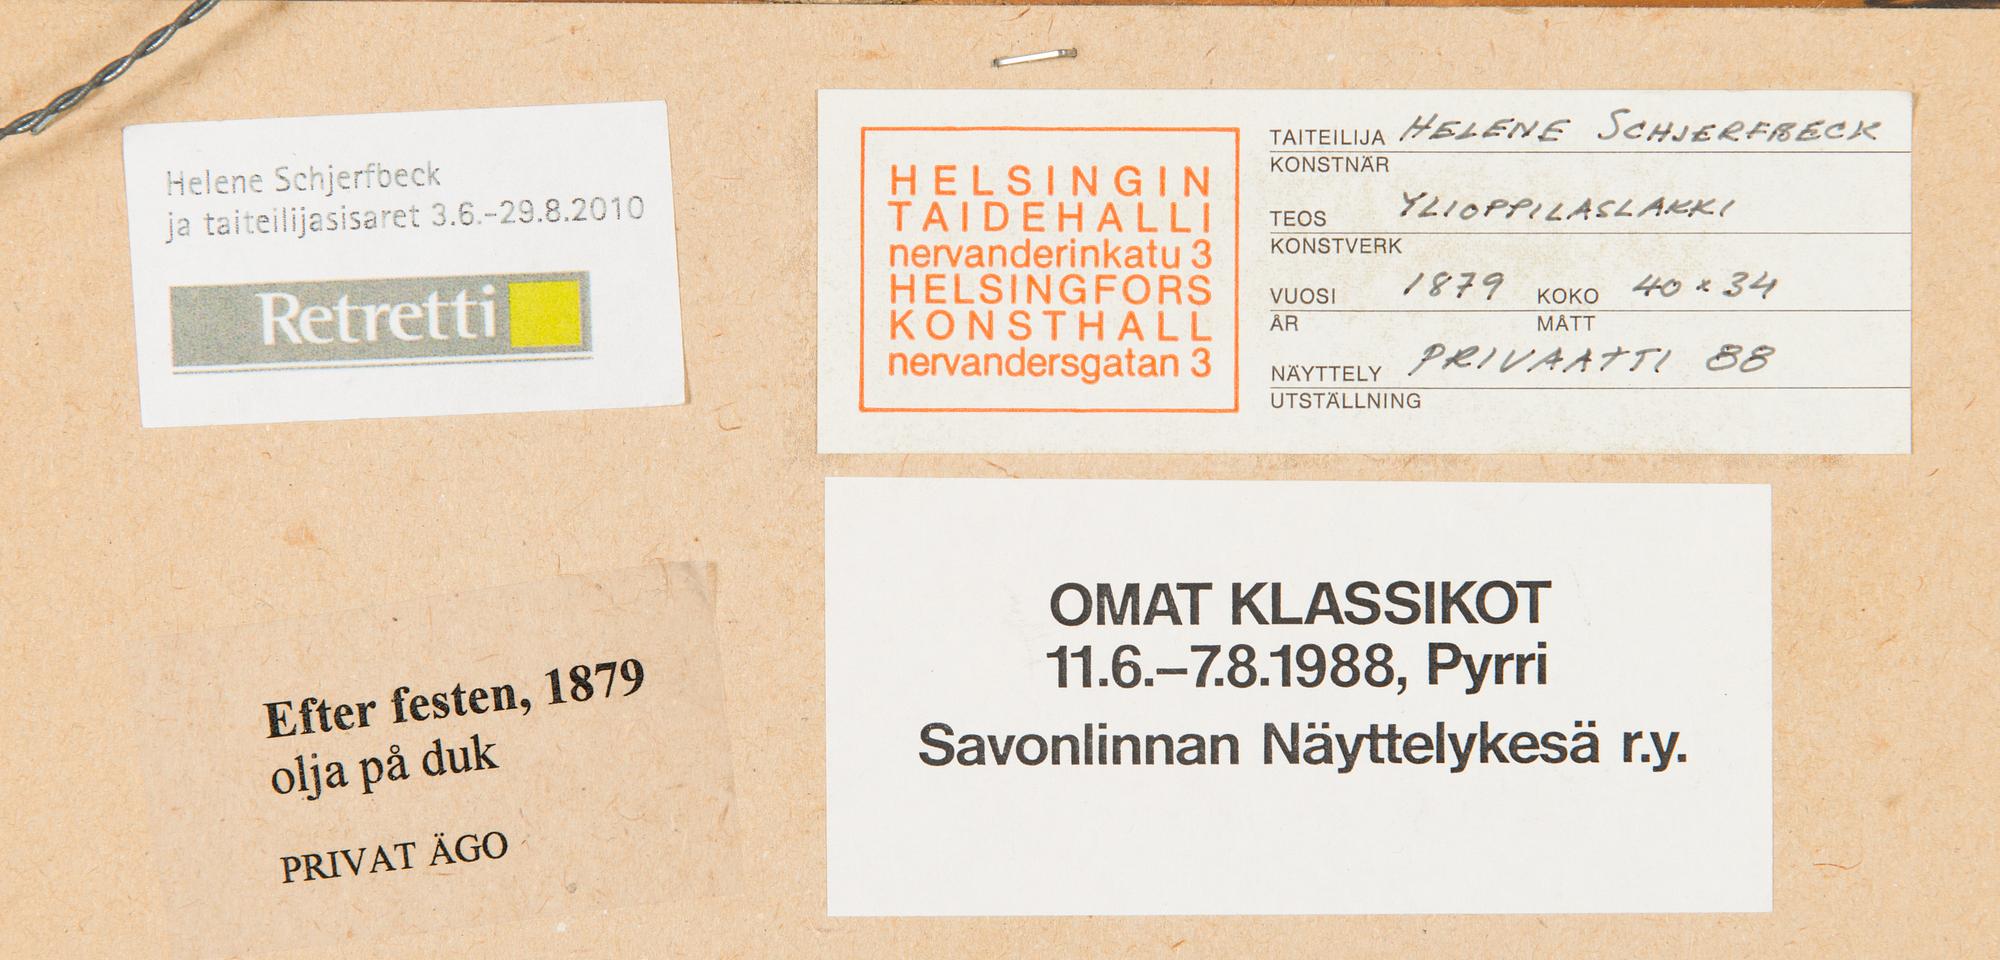 Helene Schjerfbeck
ja taiteilijasisaret 3.6.–29.8.2010
Retretti
HELSINGIN
TAIDEHALLI
nervanderinkatu 3
HELSINGFORS
KONSTHALL
nervandersgatan 3
TAITEILIJA HELENE SCHJERFBECK
KONSTNÄR
TEOS YLIOPPILASLAKKI
KONSTVERK
VUOSI 1879 KOKO 40 x 34
ÅR MÅTT
NÄYTTELY PRIVAATTI 88
UTSTÄLLNING
Efter festen, 1879
olja på duk
PRIVAT ÄGO
OMAT KLASSIKOT
11.6.–7.8.1988, Pyrri
Savonlinnan Näyttelykesä r.y.